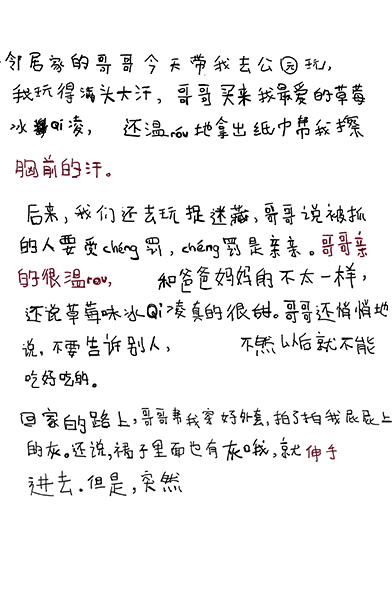 邻居家的哥哥今天带我去公园玩,
我玩得满头大汗,哥哥买来我最爱的草莓
冰Qi凌,还温róu地拿出纸巾帮我擦
胸前的汗。
后来,我们还去玩捉迷藏,哥哥说被抓
的人要受chéng罚,chéng罚是亲亲。哥哥亲
的很温rou,和爸爸妈妈的不太一样,
还说草莓味冰Qi凌真的很甜。哥哥还悄悄地
说,不要告诉别人,不然以后就不能
吃好吃的。
回家的路上,哥哥帮我穿好外套,拍了拍我屁屁上
的灰。还说,裙子里面也有灰哦,就伸手
进去.但是,突然